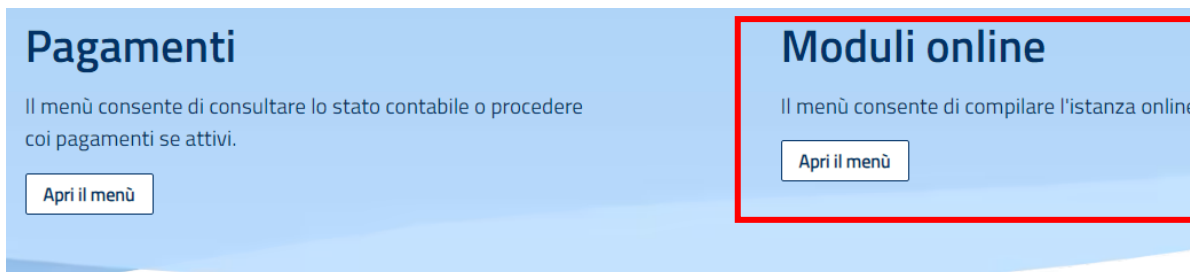 Pagamenti
Il menù consente di consultare lo stato contabile o procedere
coi pagamenti se attivi.
Apri il menù
Moduli online
Il menù consente di compilare l'istanza online
Apri il menù